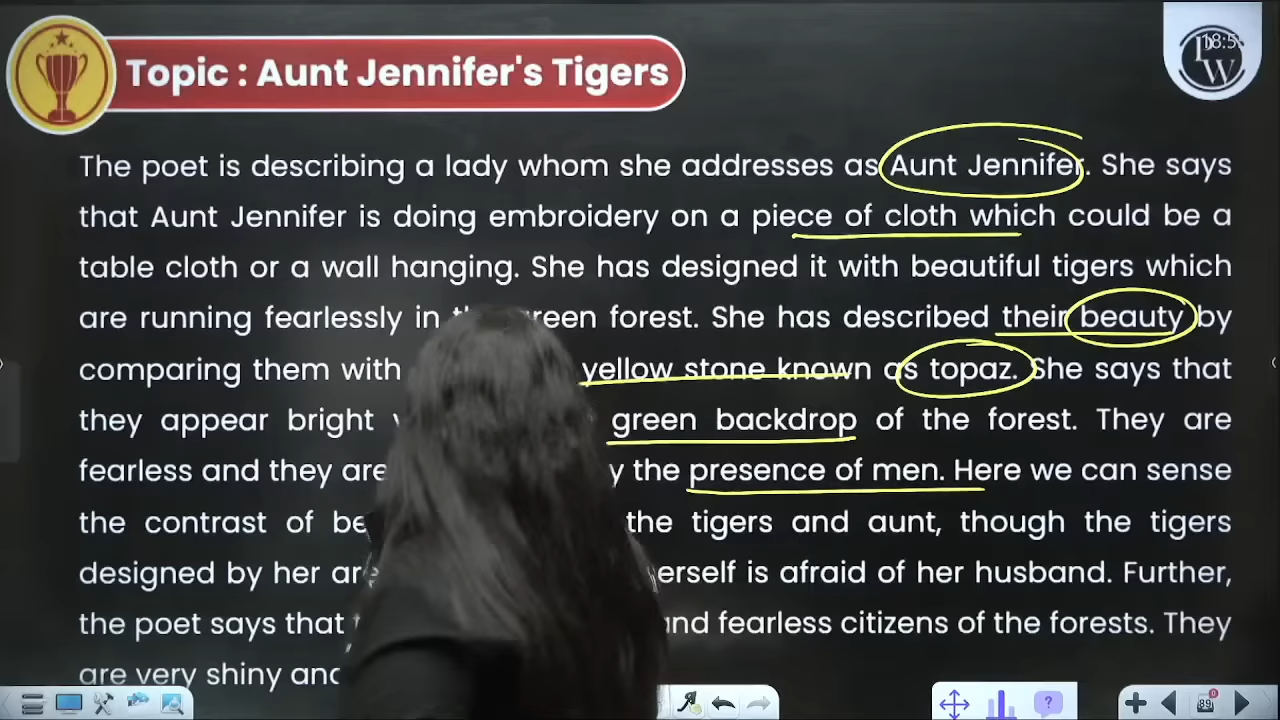 Topic : Aunt Jennifer's Tigers
18:5
The poet is describing a lady whom she addresses as Aunt Jennifer. She says
that Aunt Jennifer is doing embroidery on a piece of cloth which could be a
table cloth or a wall hanging. She has designed it with beautiful tigers which
are running fearlessly in green forest. She has described their beauty by
comparing them with yellow stone known as topaz. She says that
they appear bright green backdrop of the forest. They are
fearless and they are the presence of men. Here we can sense
the contrast of the tigers and aunt, though the tigers
designed by her is afraid of her husband. Further,
the poet says that and fearless citizens of the forests. They
are very shiny and